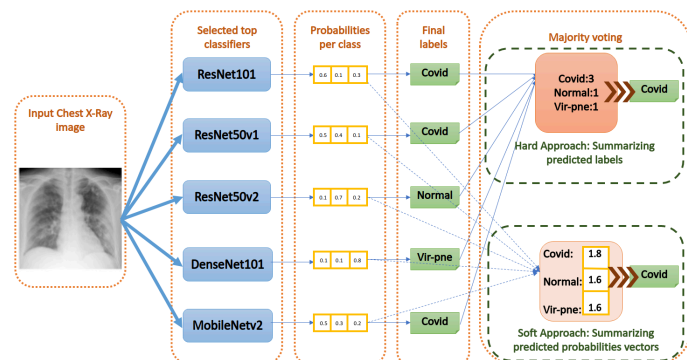 Selected top
classifiers
Probabilities
per class
Final
labels
Majority voting
Input Chest X-Ray
image
ResNet101
0.6 0.1 0.3
Covid
ResNet50v1
0.5 0.4 0.1
Covid
ResNet50v2
0.1 0.7 0.2
Normal
DenseNet101
0.1 0.1 0.8
Vir-pne
MobileNetv2
0.5 0.3 0.2
Covid
Covid:3
Normal:1
Vir-pne:1
Covid
Hard Approach: Summarizing
predicted labels
Covid: 1.8
Normal: 1.6
Vir-pne: 1.6
Covid
Soft Approach: Summarizing
predicted probabilities vectors